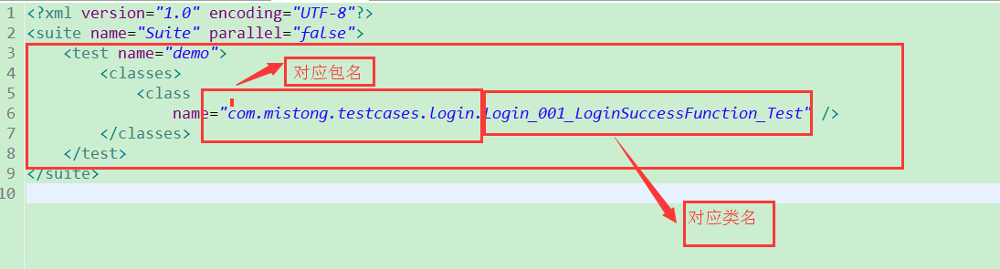 1 <?xml version="1.0" encoding="UTF-8"?>
2 <suite name="Suite" parallel="false">
3 <test name="demo">
4 <classes> 对应包名
5 <class
6 name="com.mistong.testcases.login.Login_001_LoginSuccessFunction_Test" />
7 </classes>
8 </test>
9 </suite>
10
对应类名